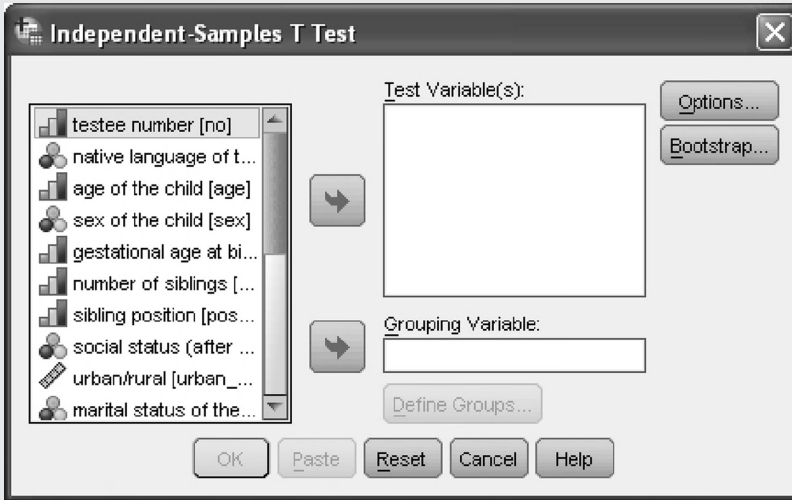 Independent-Samples T Test
testee number [no]
native language of t...
age of the child [age]
sex of the child [sex]
gestational age at bi...
number of siblings [...
sibling position [pos...
social status (after ...
urban/rural [urban_...
marital status of the...
Test Variable(s):
Grouping Variable:
Define Groups...
Options...
Bootstrap...
OK Paste Reset Cancel Help